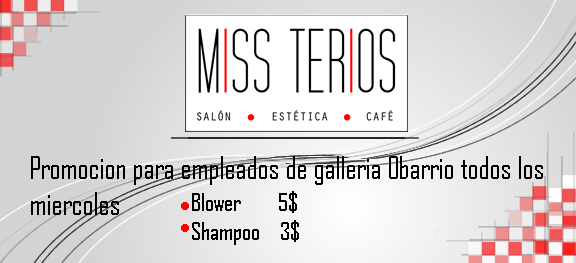 MISS TERIOS
SALÓN • ESTÉTICA • CAFÉ
Promocion para empleados de galleria Obarrio todos los
miercoles
• Blower 5$
• Shampoo 3$